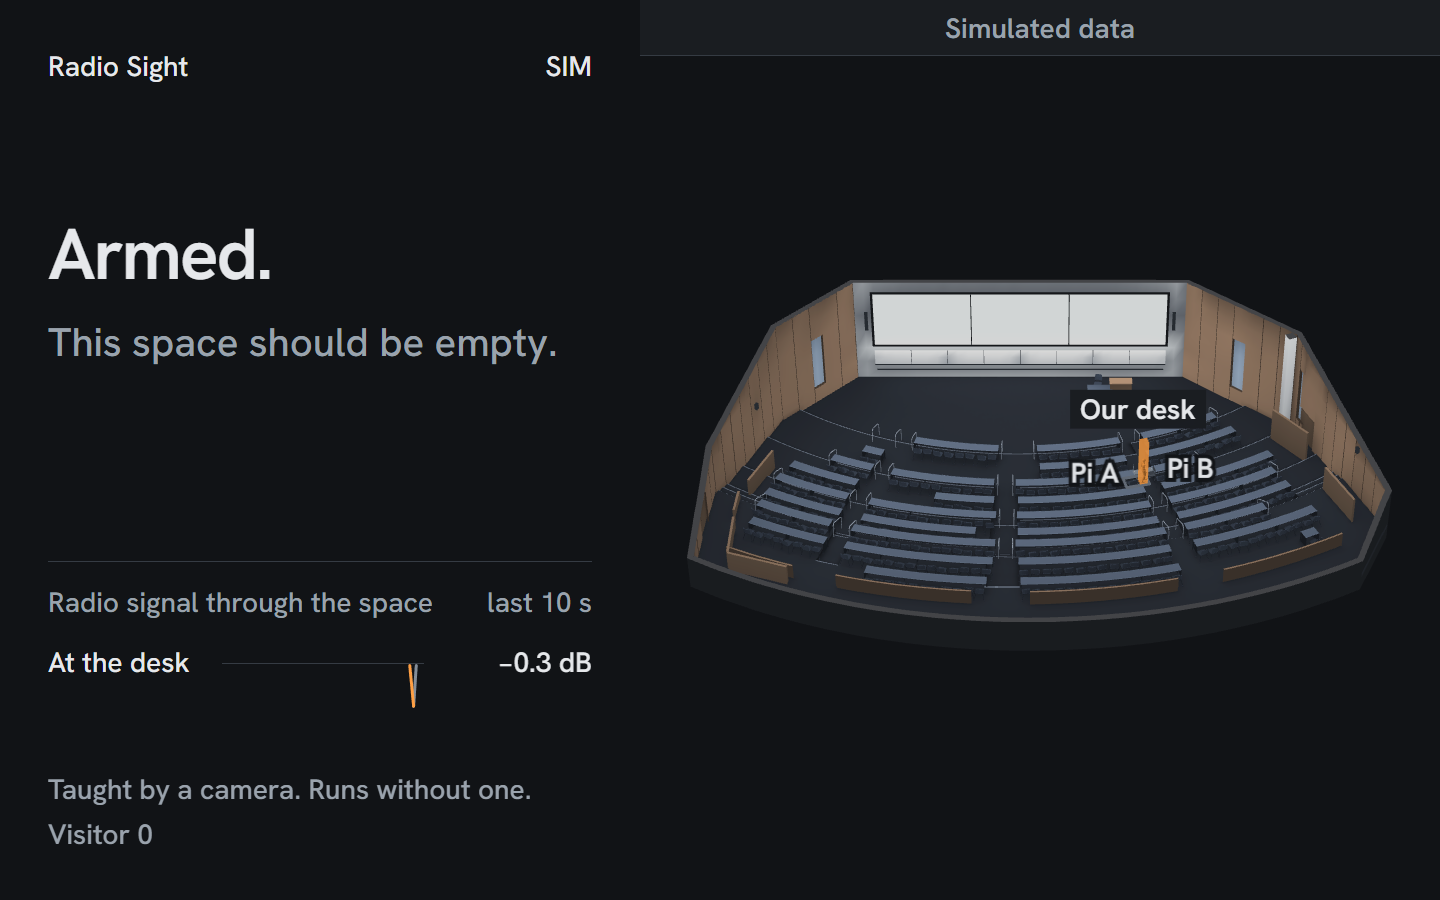 Radio Sight
SIM
Simulated data
Armed.
This space should be empty.
Our desk
Pi A
Pi B
Radio signal through the space
last 10 s
At the desk
−0.3 dB
Taught by a camera. Runs without one.
Visitor 0